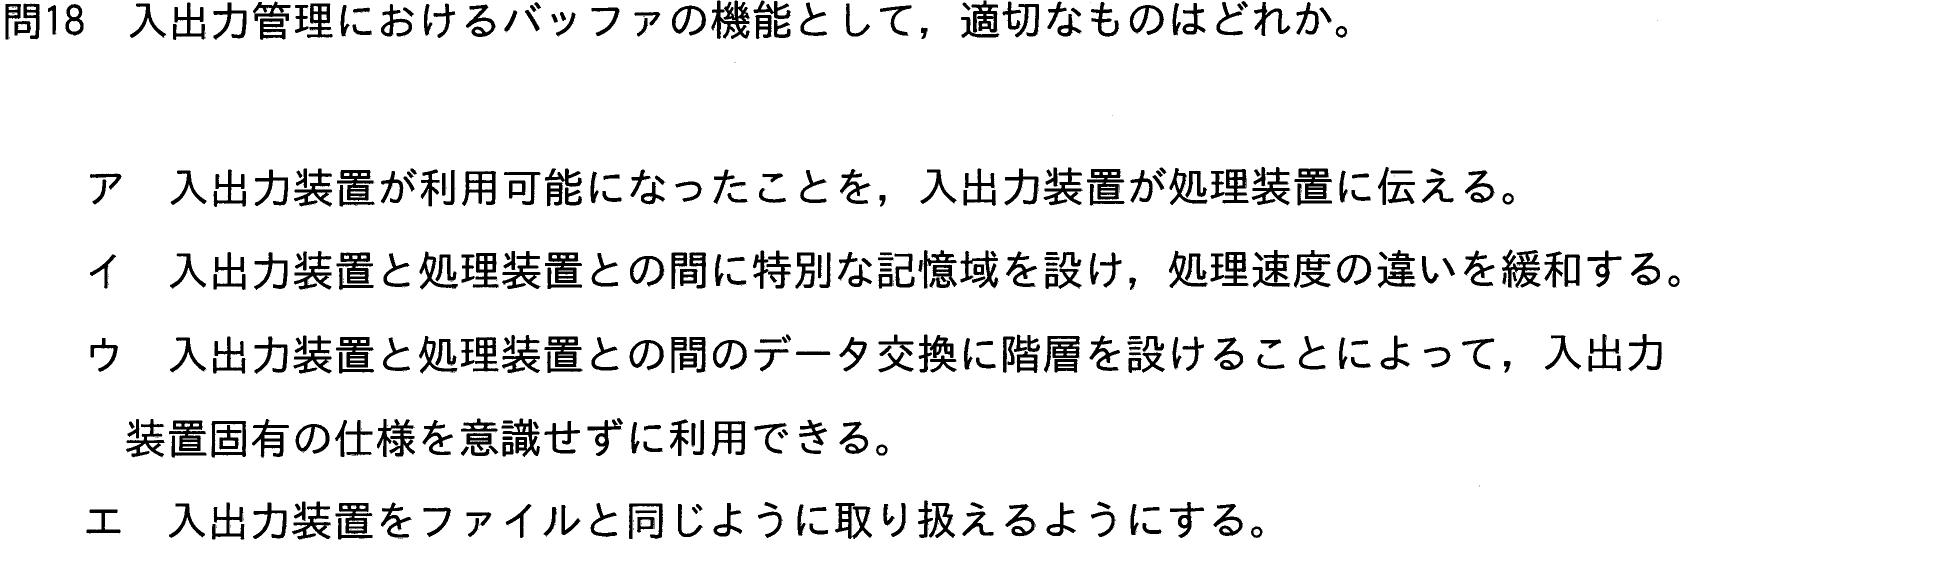 問18 入出力管理におけるバッファの機能として，適切なものはどれか。
ア 入出力装置が利用可能になったことを，入出力装置が処理装置に伝える。
イ 入出力装置と処理装置との間に特別な記憶域を設け，処理速度の違いを緩和する。
ウ 入出力装置と処理装置との間のデータ交換に階層を設けることによって，入出力
装置固有の仕様を意識せずに利用できる。
エ 入出力装置をファイルと同じように取り扱えるようにする。